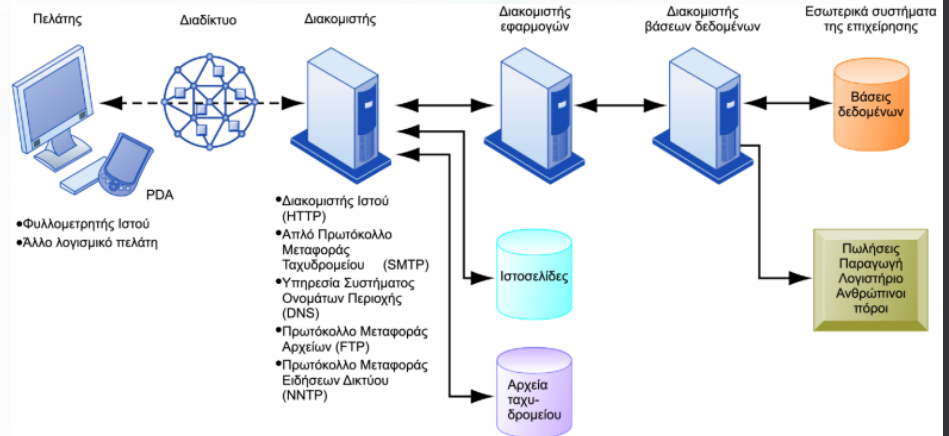 Πελάτης
Διαδίκτυο
Διακομιστής
Διακομιστής
εφαρμογών
Διακομιστής
βάσεων δεδομένων
Εσωτερικά συστήματα
της επιχείρησης
PDA
•Φυλλομετρητής Ιστού
•Άλλο λογισμικό πελάτη
•Διακομιστής Ιστού
(HTTP)
•Απλό Πρωτόκολλο
Μεταφοράς
Ταχυδρομείου (SMTP)
•Υπηρεσία Συστήματος
Ονομάτων Περιοχής
(DNS)
•Πρωτόκολλο Μεταφοράς
Αρχείων (FTP)
•Πρωτόκολλο Μεταφοράς
Ειδήσεων Δικτύου
(NNTP)
Ιστοσελίδες
Αρχεία
ταχυ-
δρομείου
Βάσεις
δεδομένων
Πωλήσεις
Παραγωγή
Λογιστήριο
Ανθρώπινοι
πόροι